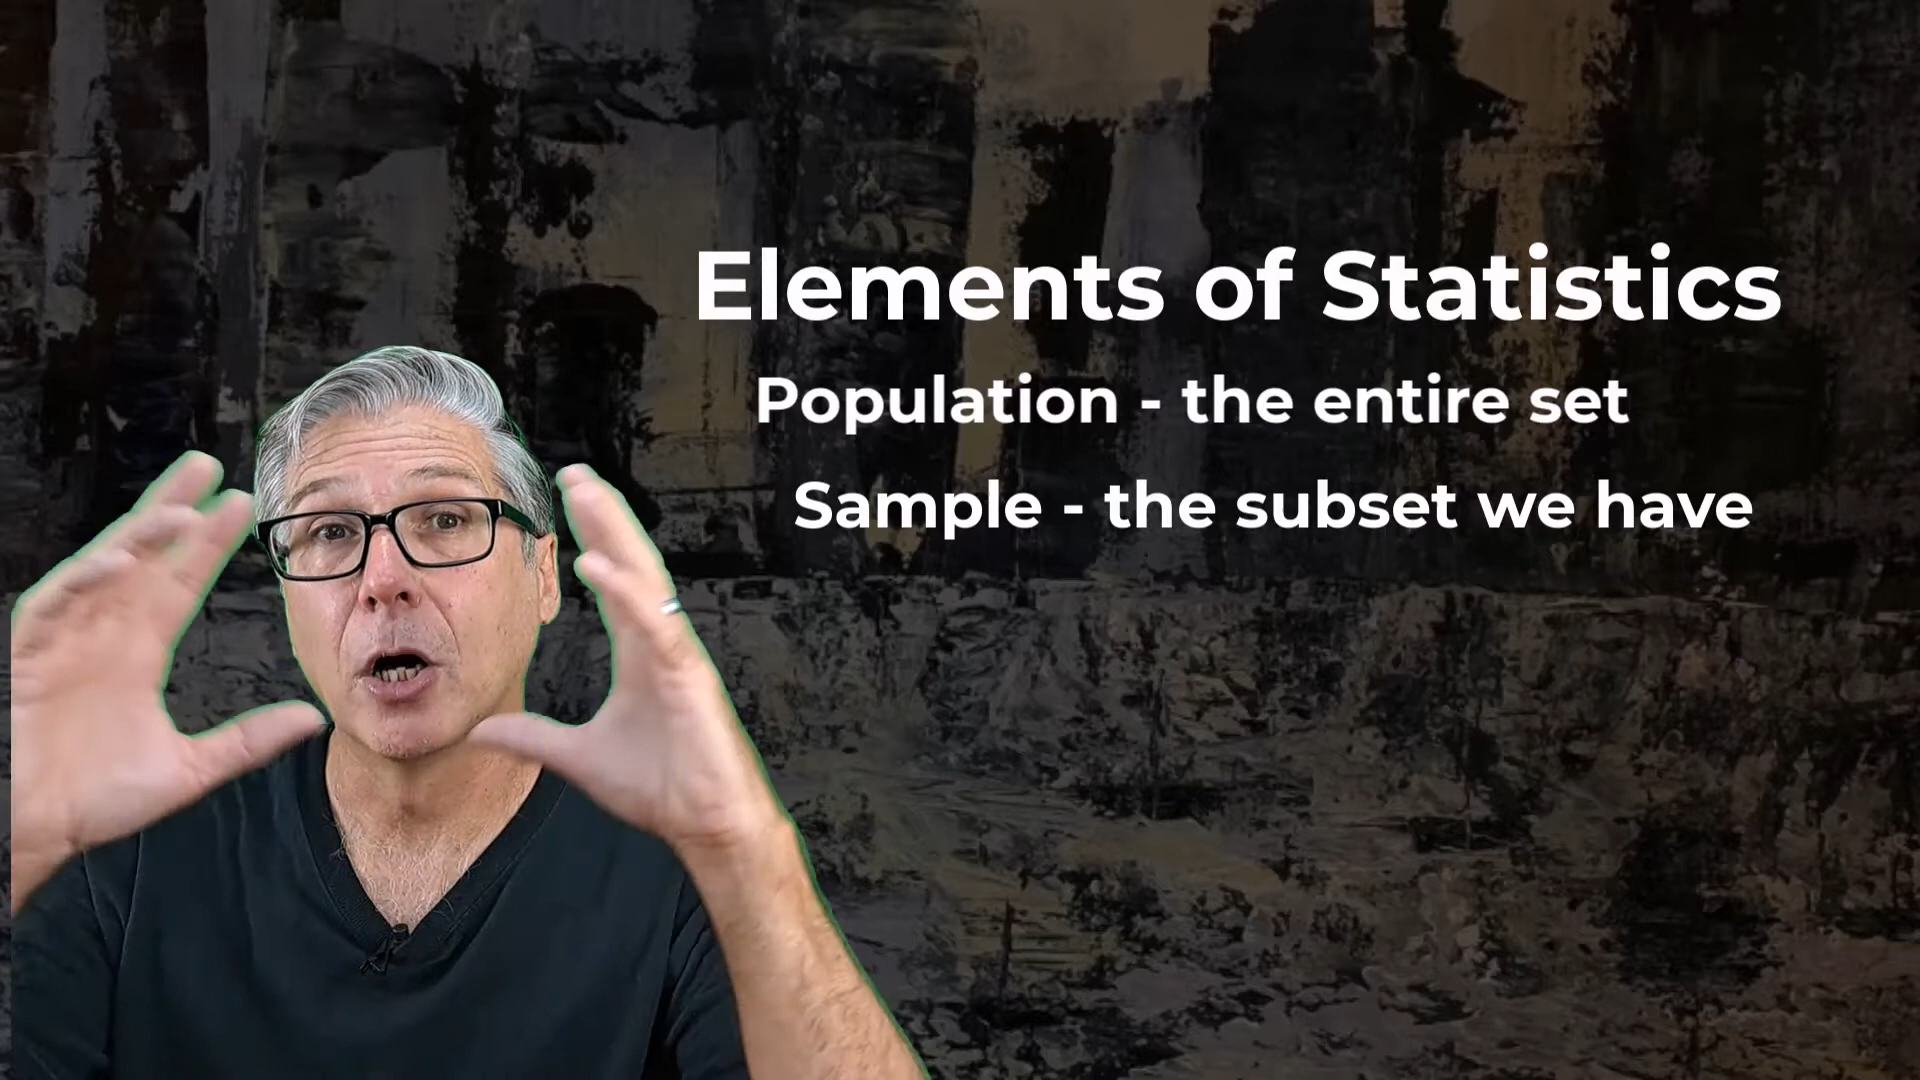 Elements of Statistics
Population - the entire set
Sample - the subset we have